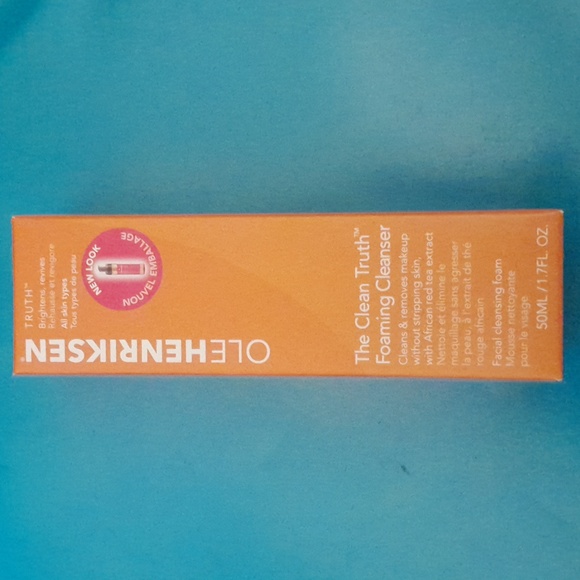 TRUTH™
Brightens, revives
Rehausse et revigore
All skin types
Tous types de peau
NEW LOOK
NOUVEL EMBALLAGE
OLEHENRIKSEN®
The Clean Truth™
Foaming Cleanser
Cleans & removes makeup
without stripping skin,
with African red tea extract
Nettoie et élimine le
maquillage sans agresser
la peau, à l'extrait de thé
rouge africain
Facial cleansing foam
Mousse nettoyante
pour le visage
50ML / 1.7FL. OZ.